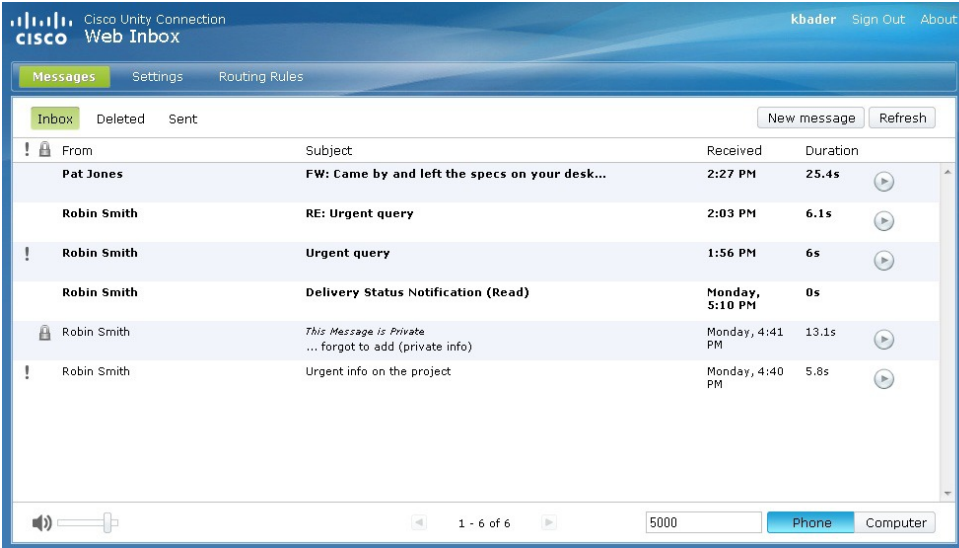 Cisco Unity Connection kbader Sign Out About
CISCO Web Inbox
Messages Settings Routing Rules
Inbox Deleted Sent New message Refresh
! From Subject Received Duration
Pat Jones FW: Came by and left the specs on your desk... 2:27 PM 25.4s
Robin Smith RE: Urgent query 2:03 PM 6.1s
! Robin Smith Urgent query 1:56 PM 6s
Robin Smith Delivery Status Notification (Read) Monday, 0s
5:10 PM
Robin Smith This Message is Private Monday, 4:41 13.1s
... forgot to add (private info) PM
! Robin Smith Urgent info on the project Monday, 4:40 5.8s
PM
1 - 6 of 6 5000 Phone Computer